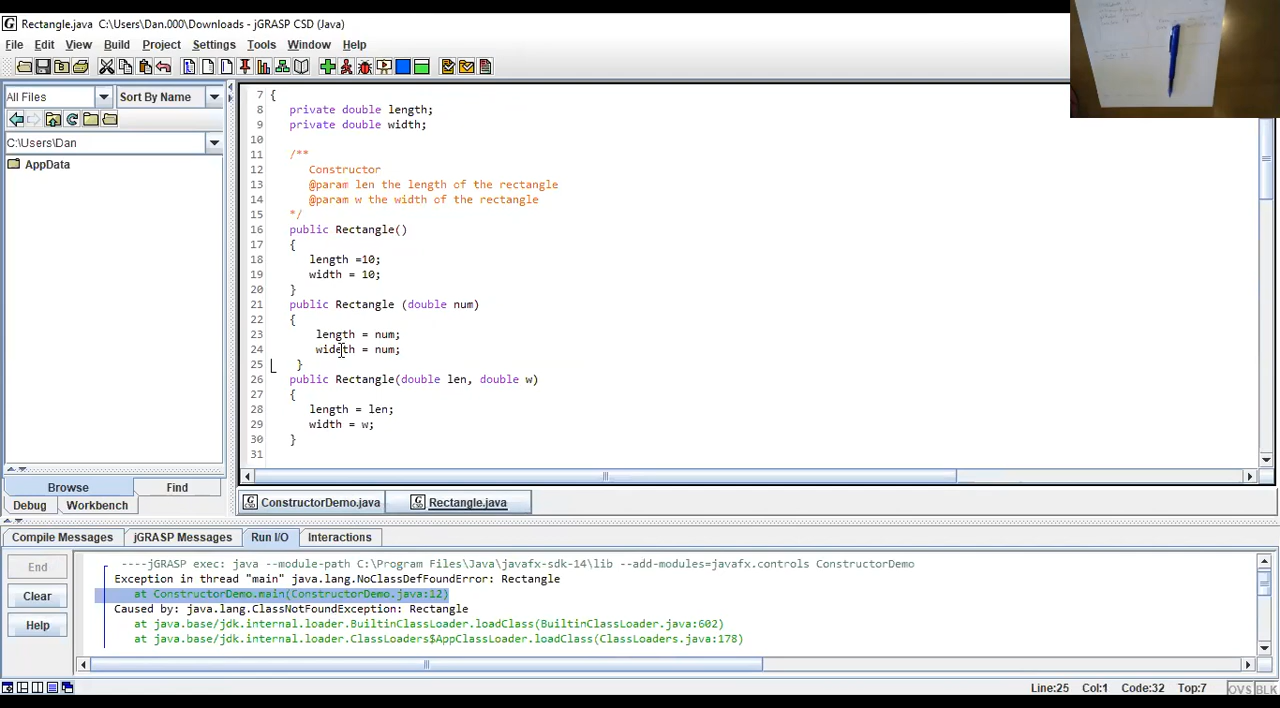 Rectangle.java C:\Users\Dan.000\Downloads - jGRASP CSD (Java)
File Edit View Build Project Settings Tools Window Help
All Files Sort By Name
C:\Users\Dan
AppData
7 {
8 private double length;
9 private double width;
10
11 /**
12 Constructor
13 @param len the length of the rectangle
14 @param w the width of the rectangle
15 */
16 public Rectangle()
17 {
18 length =10;
19 width = 10;
20 }
21 public Rectangle (double num)
22 {
23 length = num;
24 width = num;
25 }
26 public Rectangle(double len, double w)
27 {
28 length = len;
29 width = w;
30 }
31
Browse Find
Debug Workbench
ConstructorDemo.java Rectangle.java
Compile Messages jGRASP Messages Run I/O Interactions
End
Clear
Help
----jGRASP exec: java --module-path C:\Program Files\Java\javafx-sdk-14\lib --add-modules=javafx.controls ConstructorDemo
Exception in thread "main" java.lang.NoClassDefFoundError: Rectangle
at ConstructorDemo.main(ConstructorDemo.java:12)
Caused by: java.lang.ClassNotFoundException: Rectangle
at java.base/jdk.internal.loader.BuiltinClassLoader.loadClass(BuiltinClassLoader.java:602)
at java.base/jdk.internal.loader.ClassLoaders$AppClassLoader.loadClass(ClassLoaders.java:178)
Line:25 Col:1 Code:32 Top:7 OVS BLK